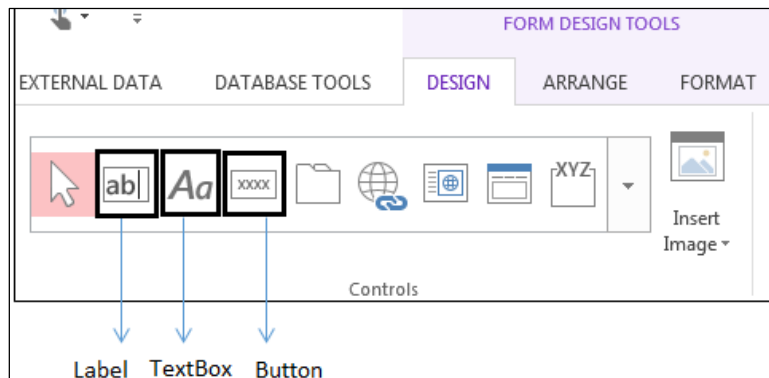 FORM DESIGN TOOLS
EXTERNAL DATA DATABASE TOOLS DESIGN ARRANGE FORMAT
ab Aa xxxx XYZ
Insert
Image
Controls
Label TextBox Button